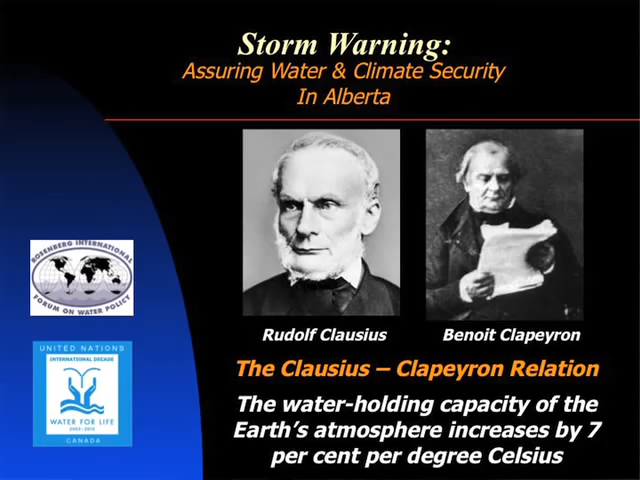 Storm Warning:
Assuring Water & Climate Security
In Alberta
ROSENBERG INTERNATIONAL
FORUM ON WATER POLICY
UNITED NATIONS
INTERNATIONAL DECADE
WATER FOR LIFE
CANADA
Rudolf Clausius
Benoit Clapeyron
The Clausius – Clapeyron Relation
The water-holding capacity of the
Earth's atmosphere increases by 7
per cent per degree Celsius